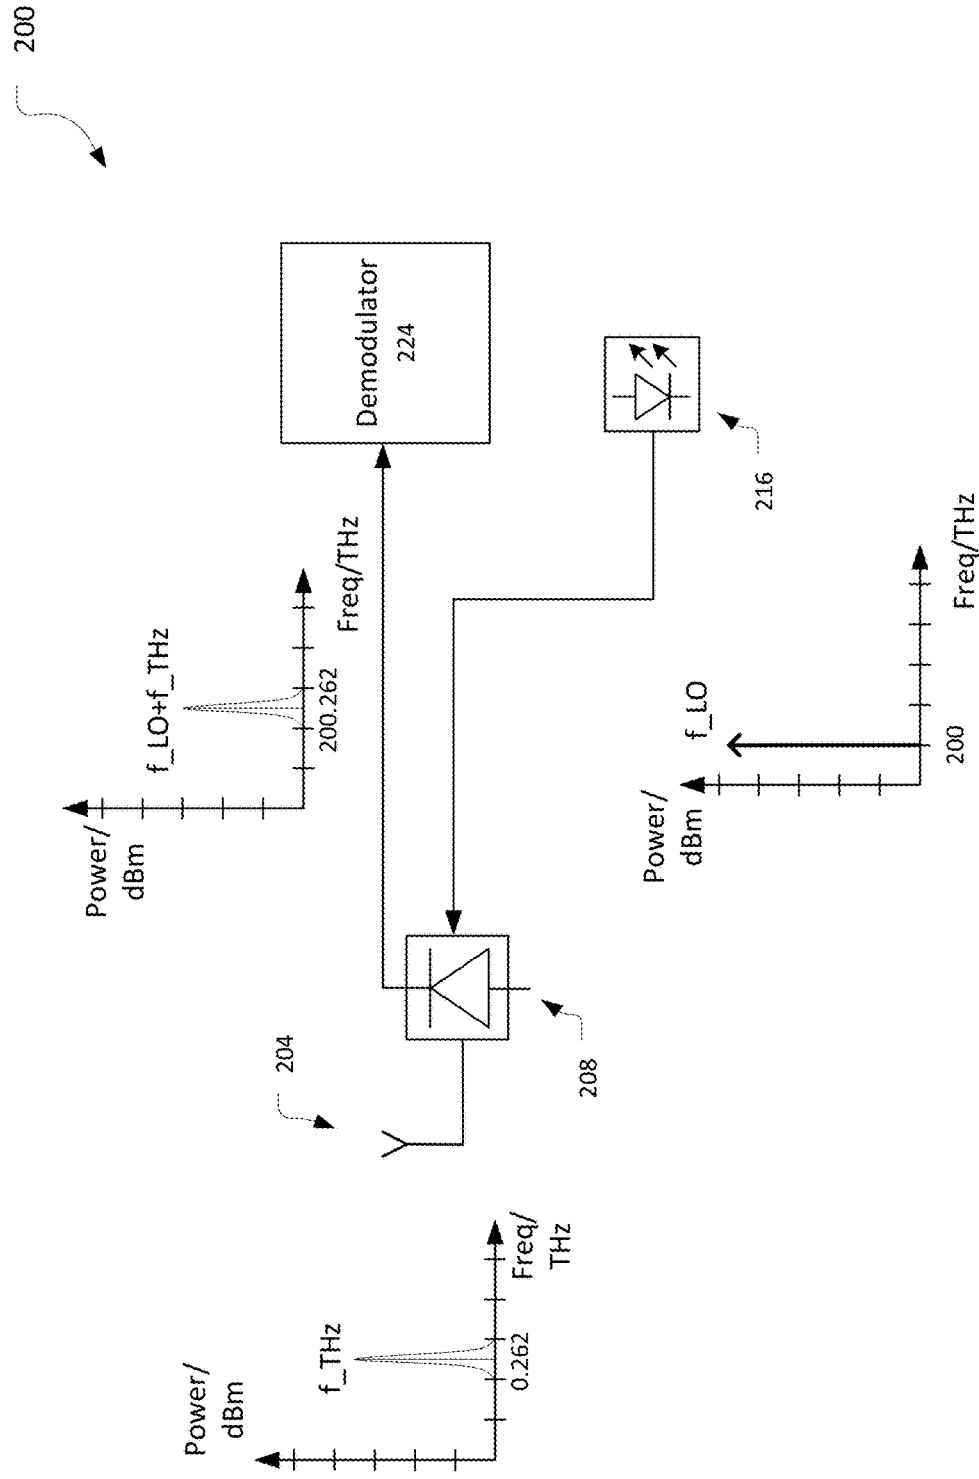 200
Power/
dBm
f_THz
0.262
Freq/
THz
204
208
Power/
dBm
f_LO+f_THz
200.262
Freq/THz
Demodulator
224
216
Power/
dBm
f_LO
200
Freq/THz